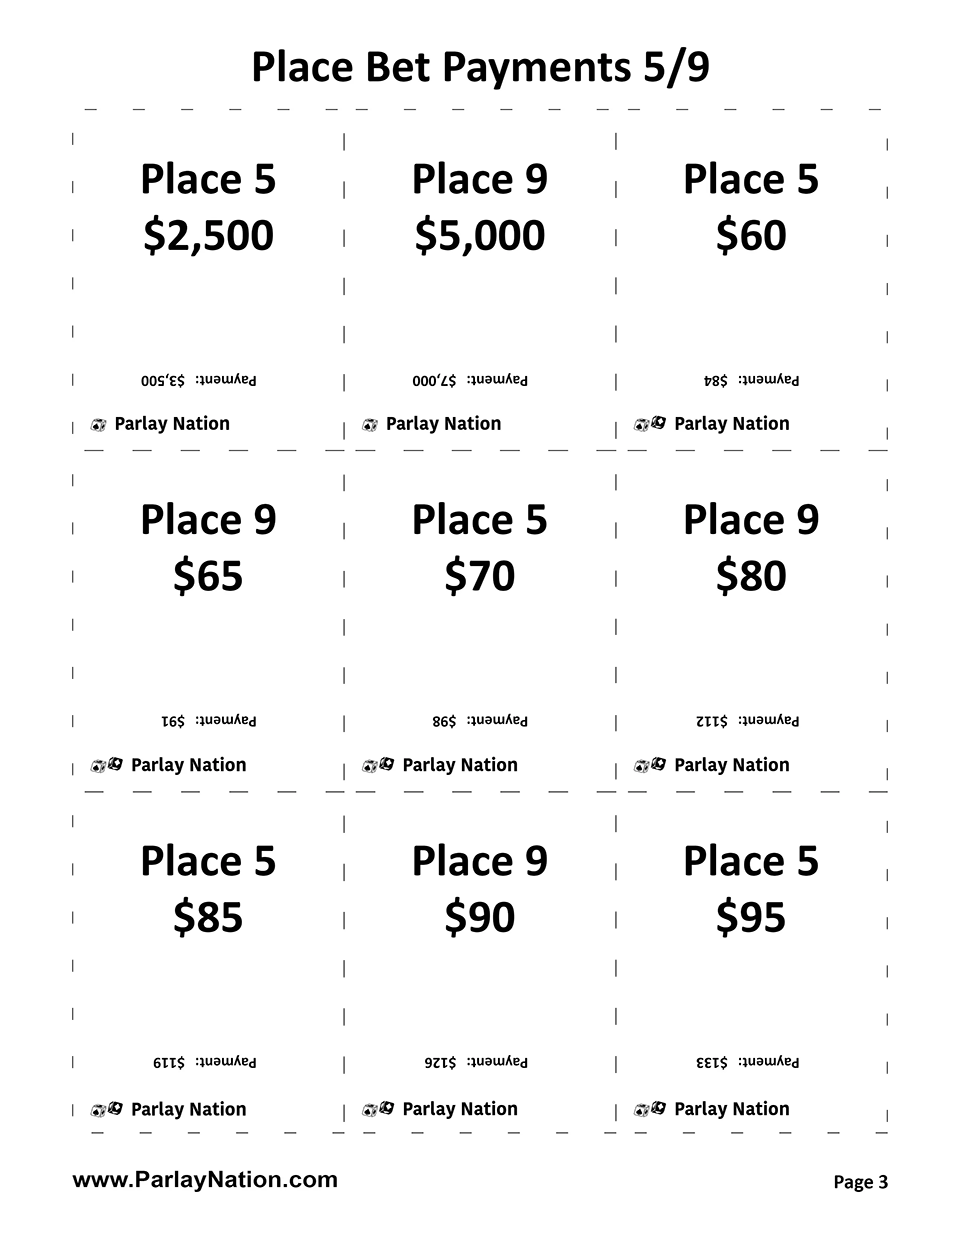 Place Bet Payments 5/9
Place 5
$2,500
Payment: $3,500
Parlay Nation
Place 9
$5,000
Payment: $7,000
Parlay Nation
Place 5
$60
Payment: $84
Parlay Nation
Place 9
$65
Payment: $91
Parlay Nation
Place 5
$70
Payment: $98
Parlay Nation
Place 9
$80
Payment: $112
Parlay Nation
Place 5
$85
Payment: $119
Parlay Nation
Place 9
$90
Payment: $126
Parlay Nation
Place 5
$95
Payment: $133
Parlay Nation
www.ParlayNation.com
Page 3